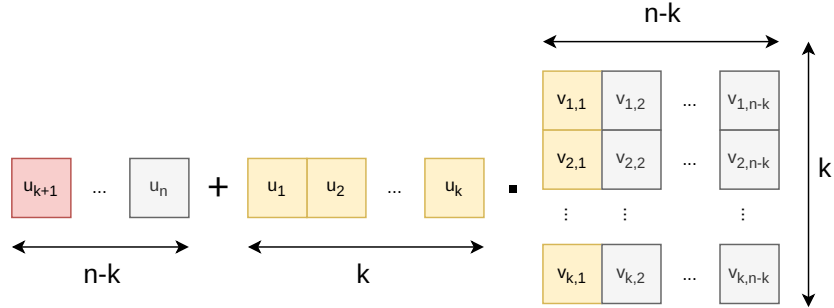 n-k
v1,1 v1,2 ... v1,n-k
uk+1 ... un + u1 u2 ... uk · v2,1 v2,2 ... v2,n-k k
⋮ ⋮ ⋮
n-k k vk,1 vk,2 ... vk,n-k